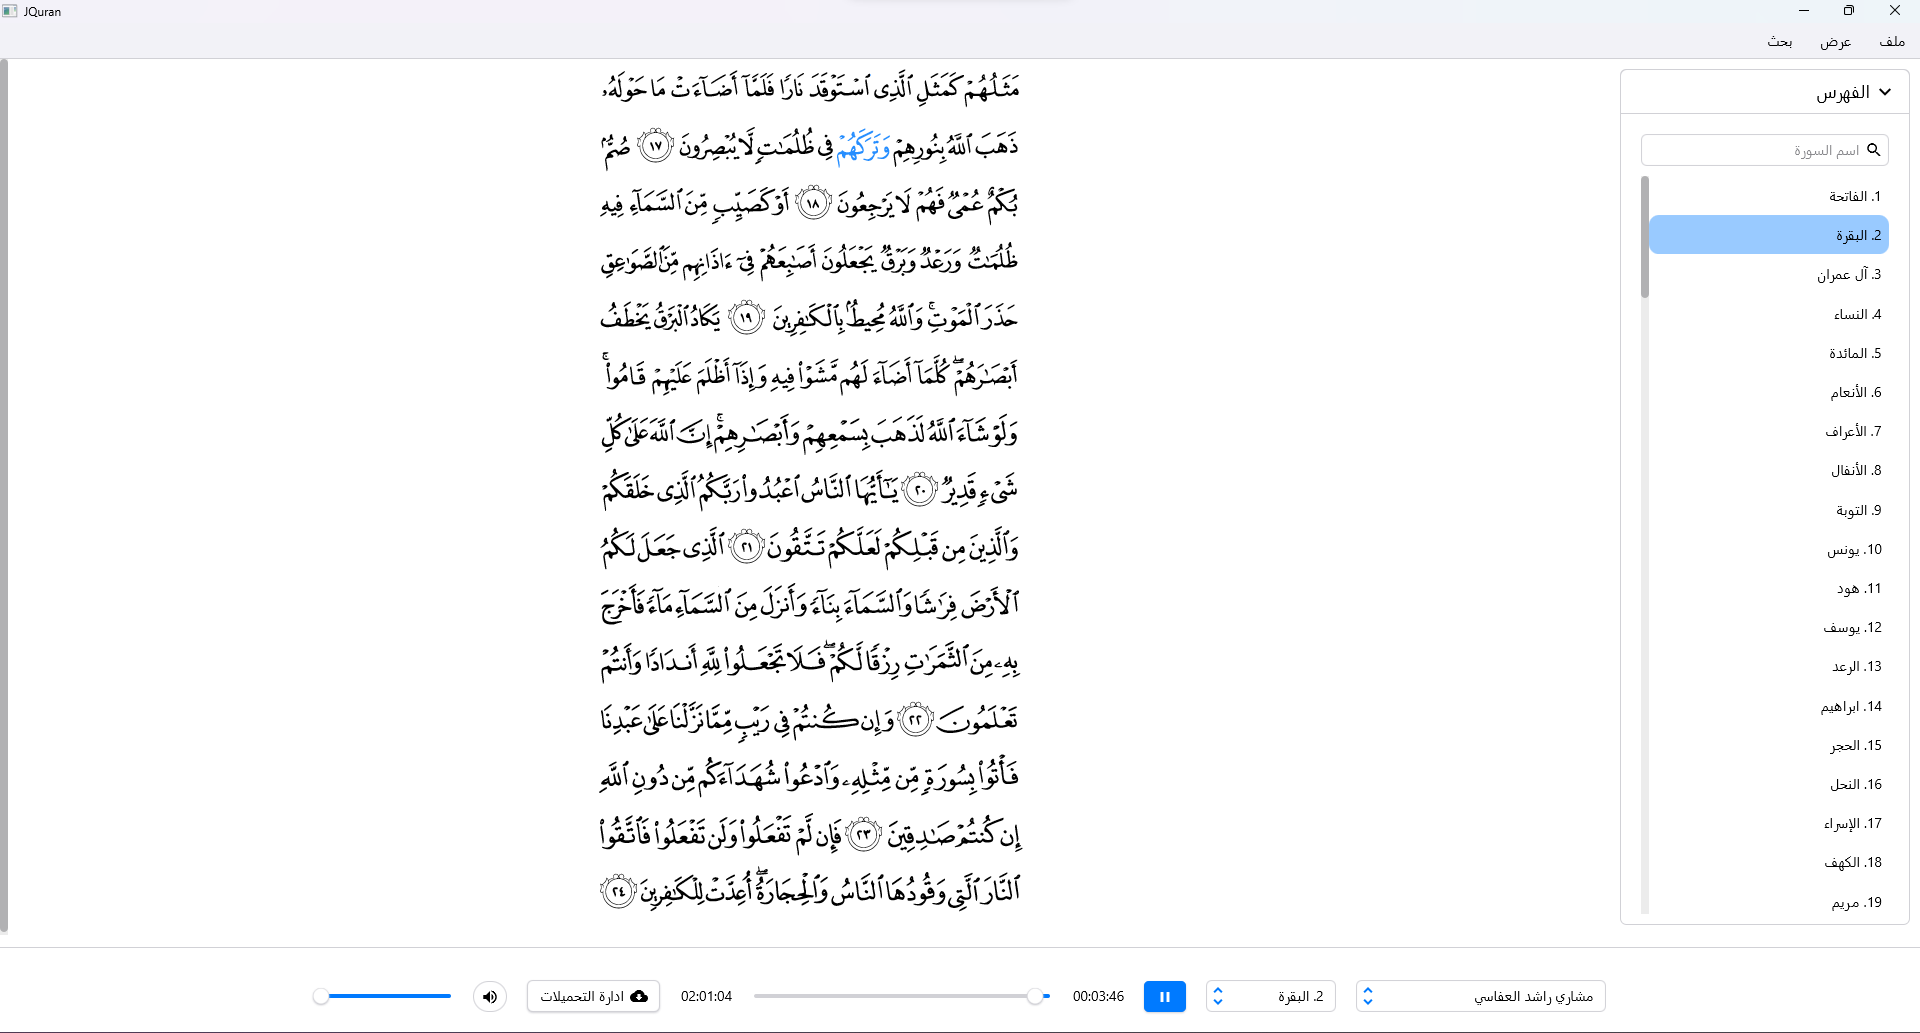 JQuran
ملف
عرض
بحث
مَثَلُهُمْ كَمَثَلِ ٱلَّذِى ٱسْتَوْقَدَ نَارًا فَلَمَّآ أَضَآءَتْ مَا حَوْلَهُۥ
ذَهَبَ ٱللَّهُ بِنُورِهِمْ وَتَرَكَهُمْ فِى ظُلُمَـٰتٍ لَّا يُبْصِرُونَ ١٧ صُمٌّۢ
بُكْمٌ عُمْىٌ فَهُمْ لَا يَرْجِعُونَ ١٨ أَوْ كَصَيِّبٍ مِّنَ ٱلسَّمَآءِ فِيهِ
ظُلُمَـٰتٌ وَرَعْدٌ وَبَرْقٌ يَجْعَلُونَ أَصَـٰبِعَهُمْ فِىٓ ءَاذَانِهِم مِّنَ ٱلصَّوَٰعِقِ
حَذَرَ ٱلْمَوْتِ ۚ وَٱللَّهُ مُحِيطٌۢ بِٱلْكَـٰفِرِينَ ١٩ يَكَادُ ٱلْبَرْقُ يَخْطَفُ
أَبْصَـٰرَهُمْ ۖ كُلَّمَآ أَضَآءَ لَهُم مَّشَوْا۟ فِيهِ وَإِذَآ أَظْلَمَ عَلَيْهِمْ قَامُوا۟ ۚ
وَلَوْ شَآءَ ٱللَّهُ لَذَهَبَ بِسَمْعِهِمْ وَأَبْصَـٰرِهِمْ ۚ إِنَّ ٱللَّهَ عَلَىٰ كُلِّ
شَىْءٍ قَدِيرٌ ٢٠ يَـٰٓأَيُّهَا ٱلنَّاسُ ٱعْبُدُوا۟ رَبَّكُمُ ٱلَّذِى خَلَقَكُمْ
وَٱلَّذِينَ مِن قَبْلِكُمْ لَعَلَّكُمْ تَتَّقُونَ ٢١ ٱلَّذِى جَعَلَ لَكُمُ
ٱلْأَرْضَ فِرَٰشًا وَٱلسَّمَآءَ بِنَآءً وَأَنزَلَ مِنَ ٱلسَّمَآءِ مَآءً فَأَخْرَجَ
بِهِۦ مِنَ ٱلثَّمَرَٰتِ رِزْقًا لَّكُمْ ۖ فَلَا تَجْعَلُوا۟ لِلَّهِ أَندَادًا وَأَنتُمْ
تَعْلَمُونَ ٢٢ وَإِن كُنتُمْ فِى رَيْبٍ مِّمَّا نَزَّلْنَا عَلَىٰ عَبْدِنَا
فَأْتُوا۟ بِسُورَةٍ مِّن مِّثْلِهِۦ وَٱدْعُوا۟ شُهَدَآءَكُم مِّن دُونِ ٱللَّهِ
إِن كُنتُمْ صَـٰدِقِينَ ٢٣ فَإِن لَّمْ تَفْعَلُوا۟ وَلَن تَفْعَلُوا۟ فَٱتَّقُوا۟
ٱلنَّارَ ٱلَّتِى وَقُودُهَا ٱلنَّاسُ وَٱلْحِجَارَةُ ۖ أُعِدَّتْ لِلْكَـٰفِرِينَ ٢٤
الفهرس
اسم السورة
1. الفاتحة
2. البقرة
3. آل عمران
4. النساء
5. المائدة
6. الأنعام
7. الأعراف
8. الأنفال
9. التوبة
10. يونس
11. هود
12. يوسف
13. الرعد
14. ابراهيم
15. الحجر
16. النحل
17. الإسراء
18. الكهف
19. مريم
مشاري راشد العفاسي
2. البقرة
00:03:46
02:01:04
ادارة التحميلات